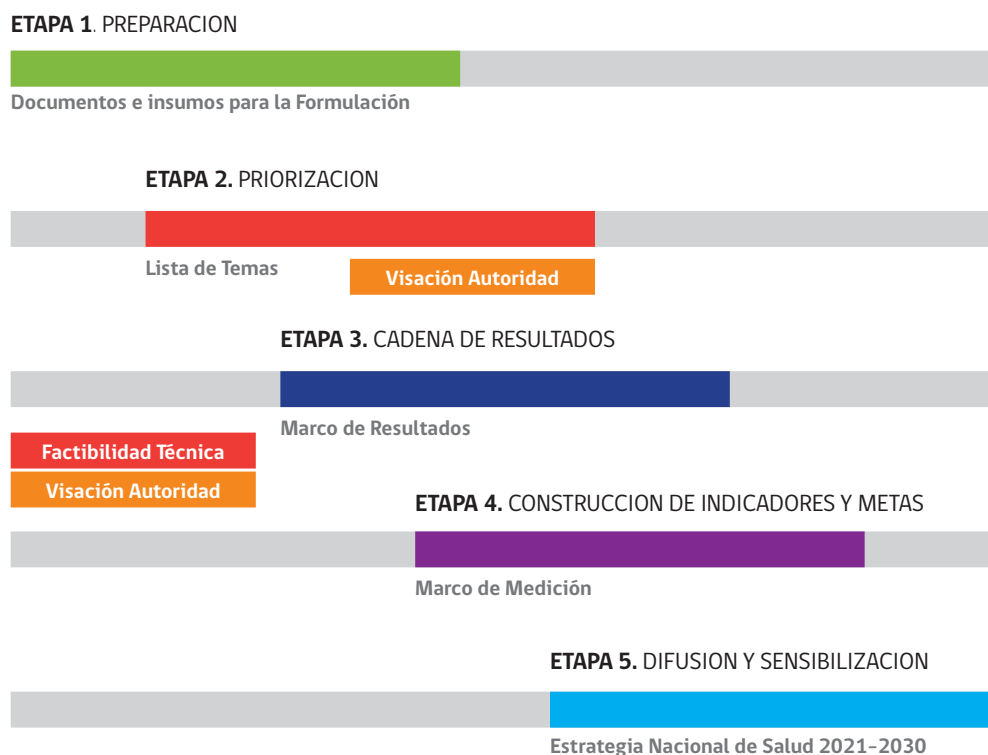 ETAPA 1. PREPARACION
Documentos e insumos para la Formulación
ETAPA 2. PRIORIZACION
Lista de Temas
Visación Autoridad
ETAPA 3. CADENA DE RESULTADOS
Marco de Resultados
Factibilidad Técnica
Visación Autoridad
ETAPA 4. CONSTRUCCION DE INDICADORES Y METAS
Marco de Medición
ETAPA 5. DIFUSION Y SENSIBILIZACION
Estrategia Nacional de Salud 2021-2030